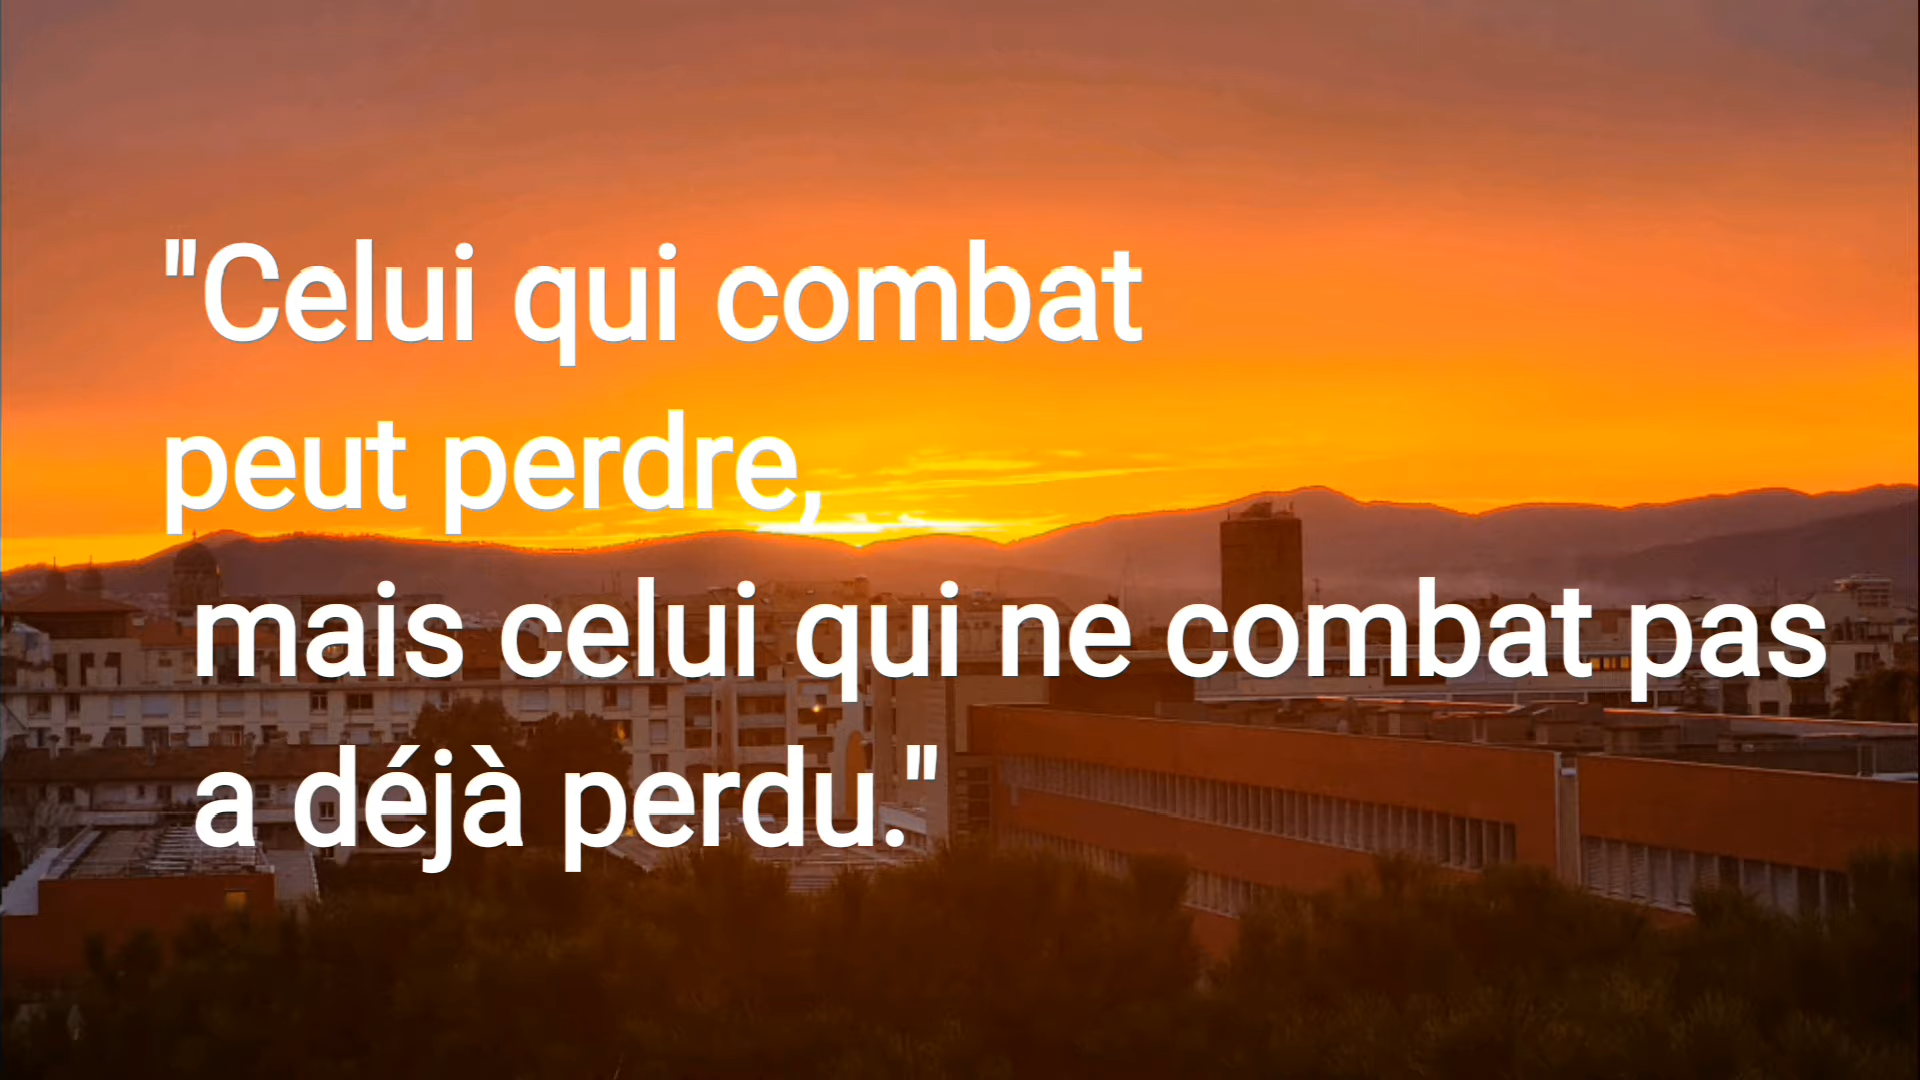 "Celui qui combat
peut perdre,
mais celui qui ne combat pas
a déjà perdu."